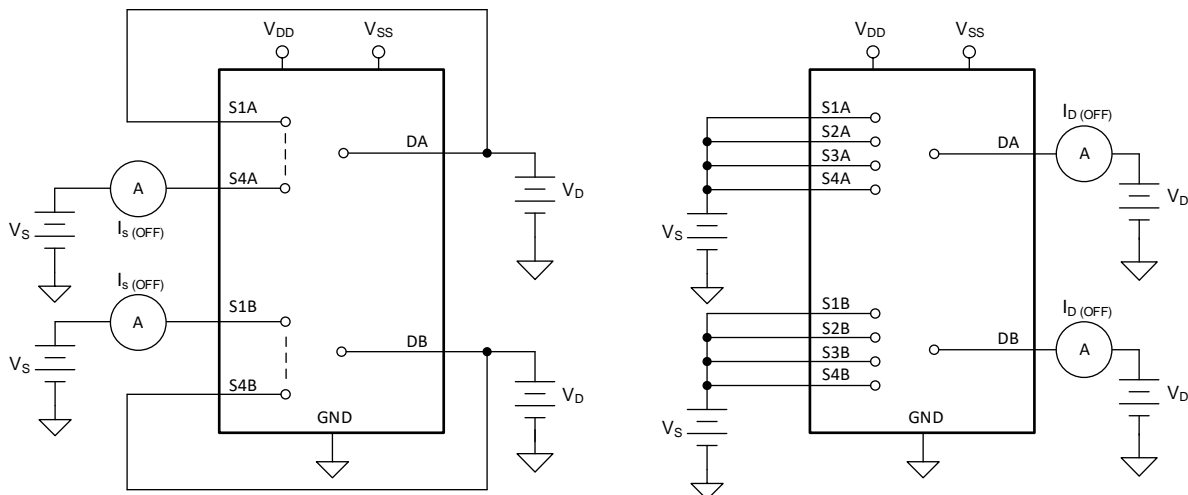 VDD
VSS
S1A
DA
A
S4A
VD
VS
Is (OFF)
Is (OFF)
A
S1B
VS
DB
S4B
VD
GND
VDD
VSS
S1A
ID (OFF)
S2A
DA
A
S3A
S4A
VD
VS
S1B
ID (OFF)
S2B
DB
A
S3B
S4B
VD
VS
GND